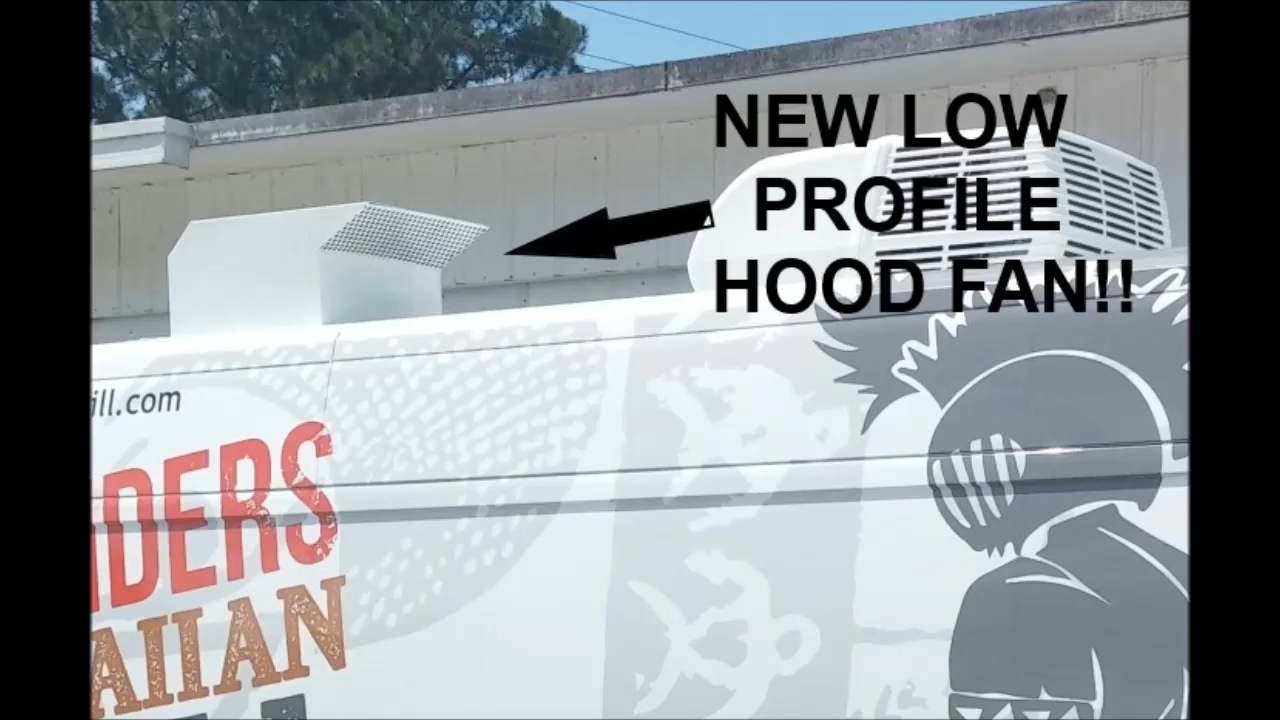 NEW LOW
PROFILE
HOOD FAN!!
ill.com
DERS
AIIAN